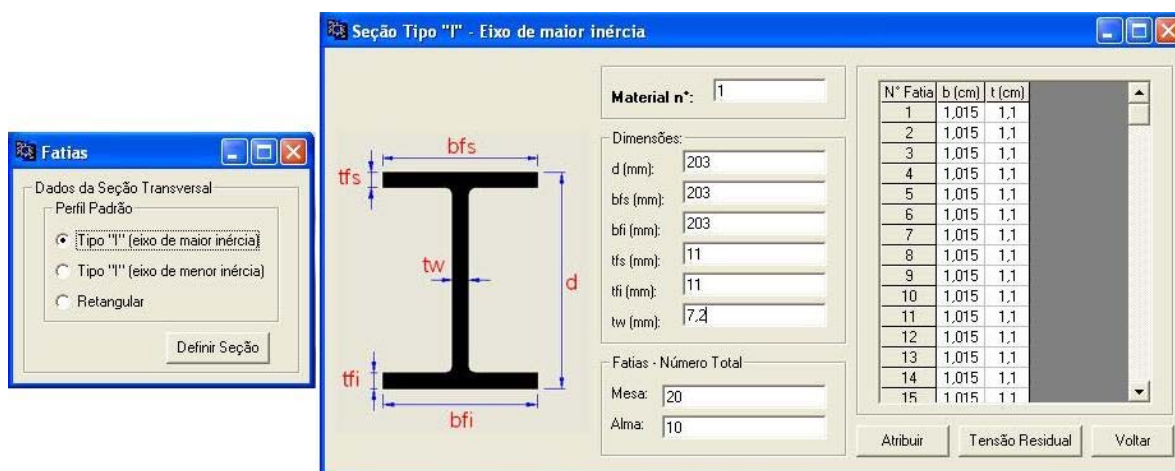 Fatias
Dados da Seção Transversal
Perfil Padrão
Tipo "I" (eixo de maior inércia)
Tipo "I" (eixo de menor inércia)
Retangular
Definir Seção
Seção Tipo "I" - Eixo de maior inércia
bfs
tfs
tw
d
tfi
bfi
Material n°: 1
Dimensões:
d (mm): 203
bfs (mm): 203
bfi (mm): 203
tfs (mm): 11
tfi (mm): 11
tw (mm): 7,2
Fatias - Número Total
Mesa: 20
Alma: 10
N° Fatia b (cm) t (cm)
1 1,015 1,1
2 1,015 1,1
3 1,015 1,1
4 1,015 1,1
5 1,015 1,1
6 1,015 1,1
7 1,015 1,1
8 1,015 1,1
9 1,015 1,1
10 1,015 1,1
11 1,015 1,1
12 1,015 1,1
13 1,015 1,1
14 1,015 1,1
15 1,015 1,1
Atribuir
Tensão Residual
Voltar